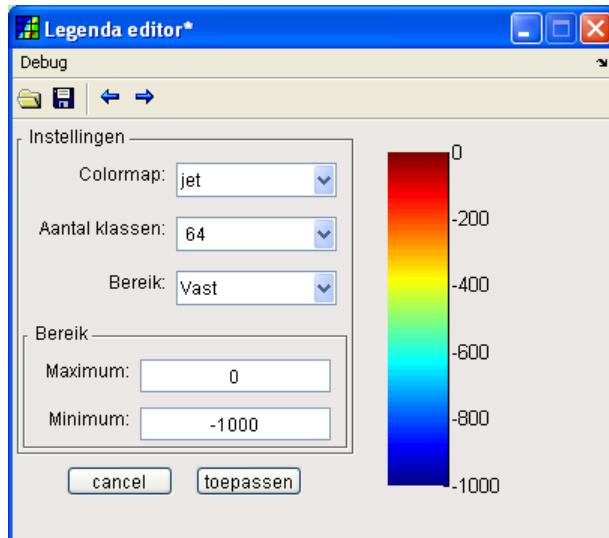 Legenda editor*
Debug
Instellingen
Colormap: jet
Aantal klassen: 64
Bereik: Vast
Bereik
Maximum: 0
Minimum: -1000
cancel toepassen
0
-200
-400
-600
-800
-1000